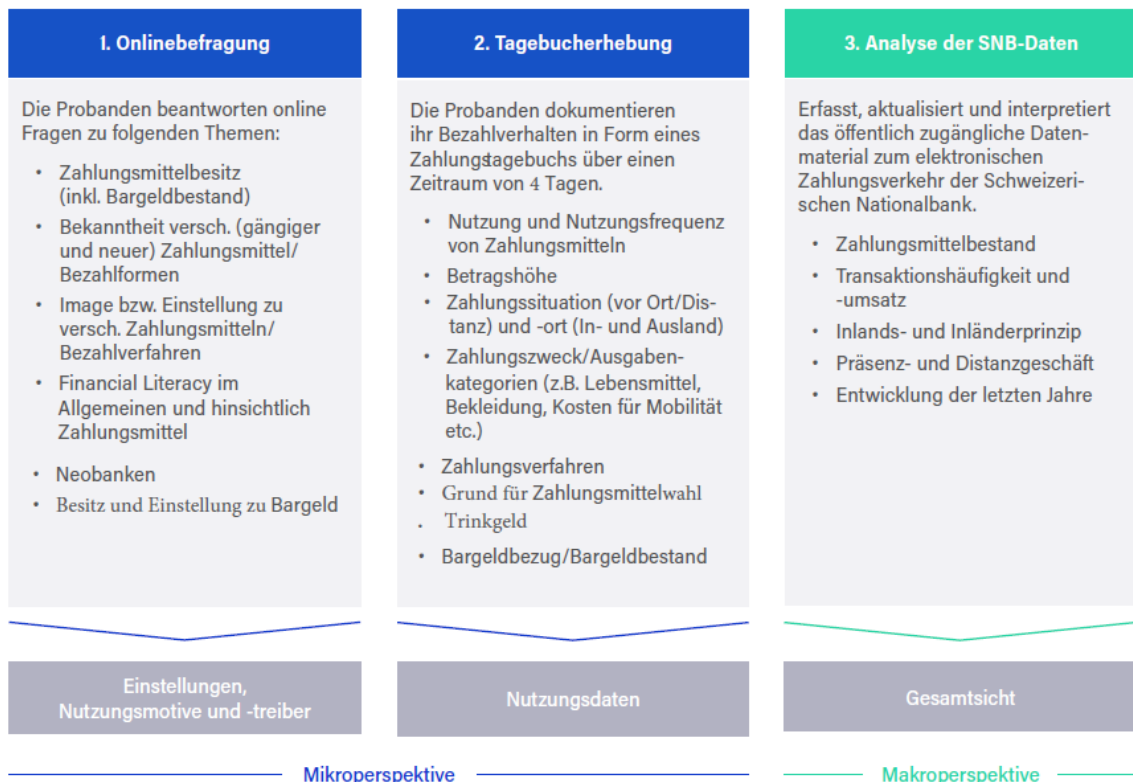 1. Onlinebefragung
Die Probanden beantworten online
Fragen zu folgenden Themen:
• Zahlungsmittelbesitz
(inkl. Bargeldbestand)
• Bekanntheit versch. (gängiger
und neuer) Zahlungsmittel/
Bezahlformen
• Image bzw. Einstellung zu
versch. Zahlungsmitteln/
Bezahlverfahren
• Financial Literacy im
Allgemeinen und hinsichtlich
Zahlungsmittel
• Neobanken
• Besitz und Einstellung zu Bargeld
Einstellungen,
Nutzungsmotive und -treiber
2. Tagebucherhebung
Die Probanden dokumentieren
ihr Bezahlverhalten in Form eines
Zahlungstagebuchs über einen
Zeitraum von 4 Tagen.
• Nutzung und Nutzungsfrequenz
von Zahlungsmitteln
• Betragshöhe
• Zahlungssituation (vor Ort/Dis-
tanz) und -ort (In- und Ausland)
• Zahlungszweck/Ausgaben-
kategorien (z.B. Lebensmittel,
Bekleidung, Kosten für Mobilität
etc.)
• Zahlungsverfahren
• Grund für Zahlungsmittelwahl
. Trinkgeld
• Bargeldbezug/Bargeldbestand
Nutzungsdaten
Mikroperspektive
3. Analyse der SNB-Daten
Erfasst, aktualisiert und interpretiert
das öffentlich zugängliche Daten-
material zum elektronischen
Zahlungsverkehr der Schweizeri-
schen Nationalbank.
• Zahlungsmittelbestand
• Transaktionshäufigkeit und
-umsatz
• Inlands- und Inländerprinzip
• Präsenz- und Distanzgeschäft
• Entwicklung der letzten Jahre
Gesamtsicht
Makroperspektive